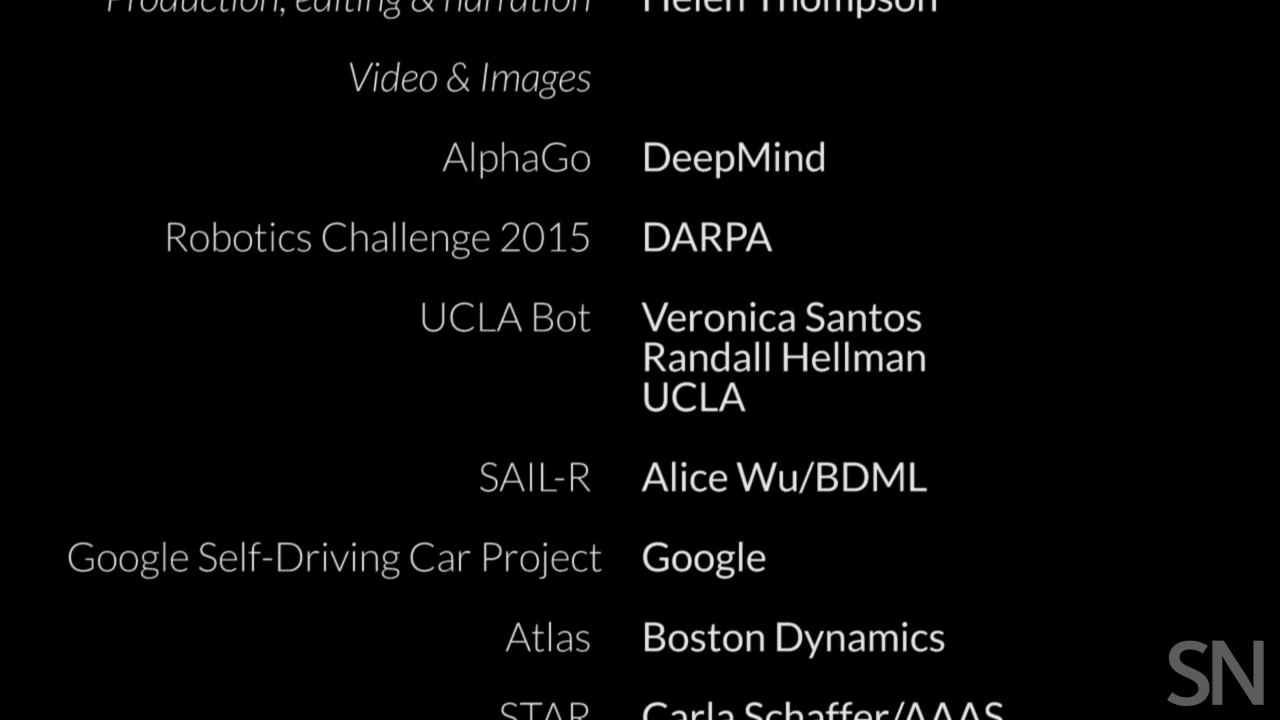 Production, editing & narration Helen Thompson
Video & Images
AlphaGo DeepMind
Robotics Challenge 2015 DARPA
UCLA Bot Veronica Santos
Randall Hellman
UCLA
SAIL-R Alice Wu/BDML
Google Self-Driving Car Project Google
Atlas Boston Dynamics
STAR Carla Schaffer/AAAS
SN